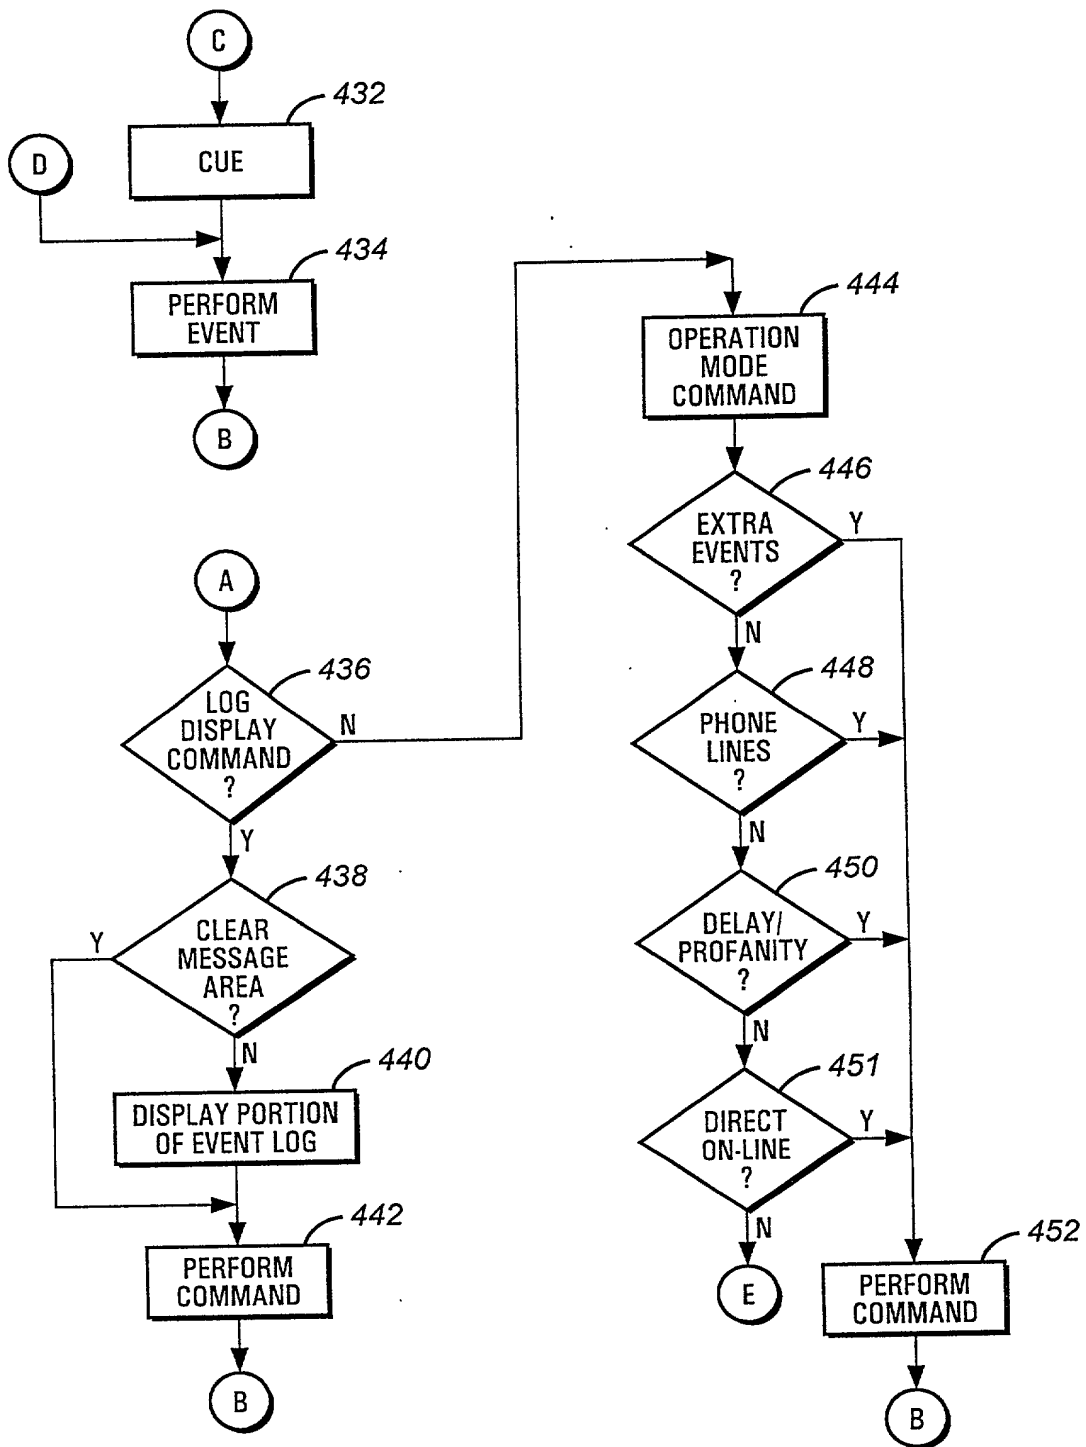 C
432
CUE
D
434
PERFORM
EVENT
B
A
436
LOG
DISPLAY
COMMAND
?
N
Y
438
CLEAR
MESSAGE
AREA
?
Y
N
440
DISPLAY PORTION
OF EVENT LOG
442
PERFORM
COMMAND
B
444
OPERATION
MODE
COMMAND
446
EXTRA
EVENTS
?
Y
N
448
PHONE
LINES
?
Y
N
450
DELAY/
PROFANITY
?
Y
N
451
DIRECT
ON-LINE
?
Y
N
E
452
PERFORM
COMMAND
B